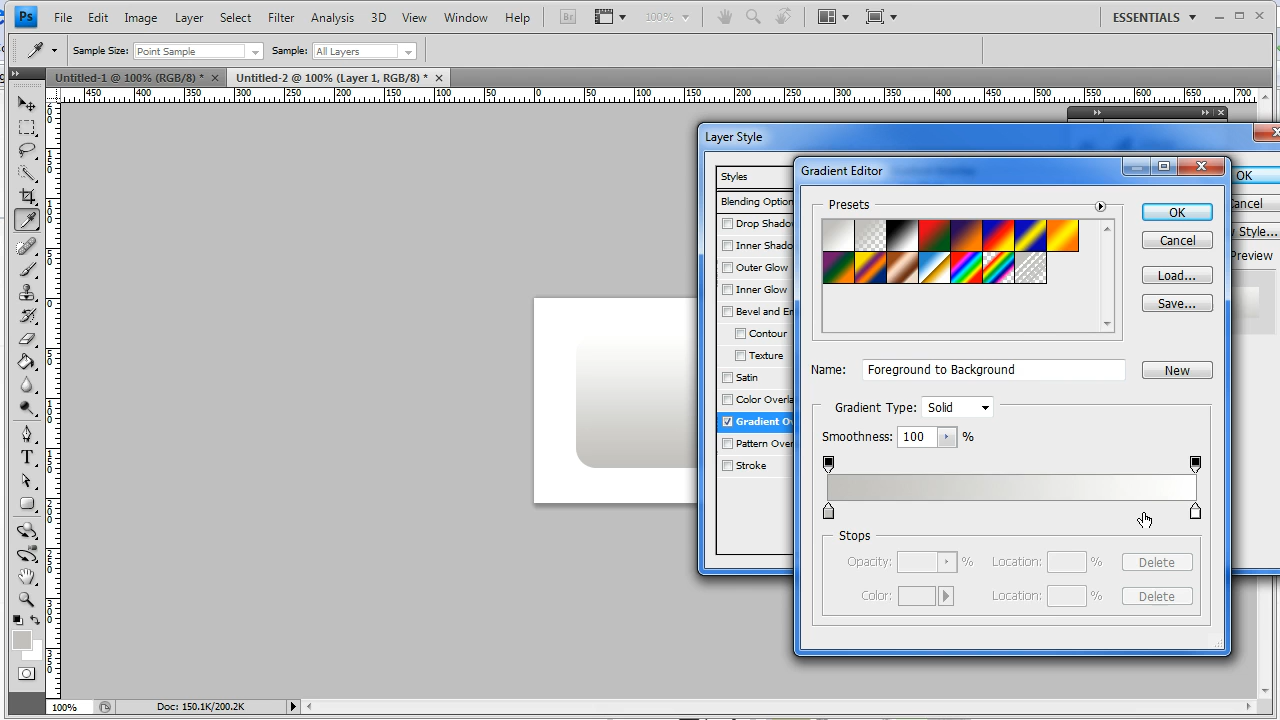 Ps File Edit Image Layer Select Filter Analysis 3D View Window Help Br 100% ESSENTIALS
Sample Size: Point Sample Sample: All Layers
Untitled-1 @ 100% (RGB/8) * Untitled-2 @ 100% (Layer 1, RGB/8) *
450 400 350 300 250 200 150 100 50 0 50 100 150 200 250 300 350 400 450 500 550 600 650 700
Layer Style
Styles
Blending Option
Drop Shado
Inner Shado
Outer Glow
Inner Glow
Bevel and Em
Contour
Texture
Satin
Color Overla
Gradient Ov
Pattern Over
Stroke
OK
Cancel
Style...
Preview
Gradient Editor
Presets
OK
Cancel
Load...
Save...
Name: Foreground to Background New
Gradient Type: Solid
Smoothness: 100 %
Stops
Opacity: % Location: % Delete
Color: Location: % Delete
100% Doc: 150.1K/200.2K